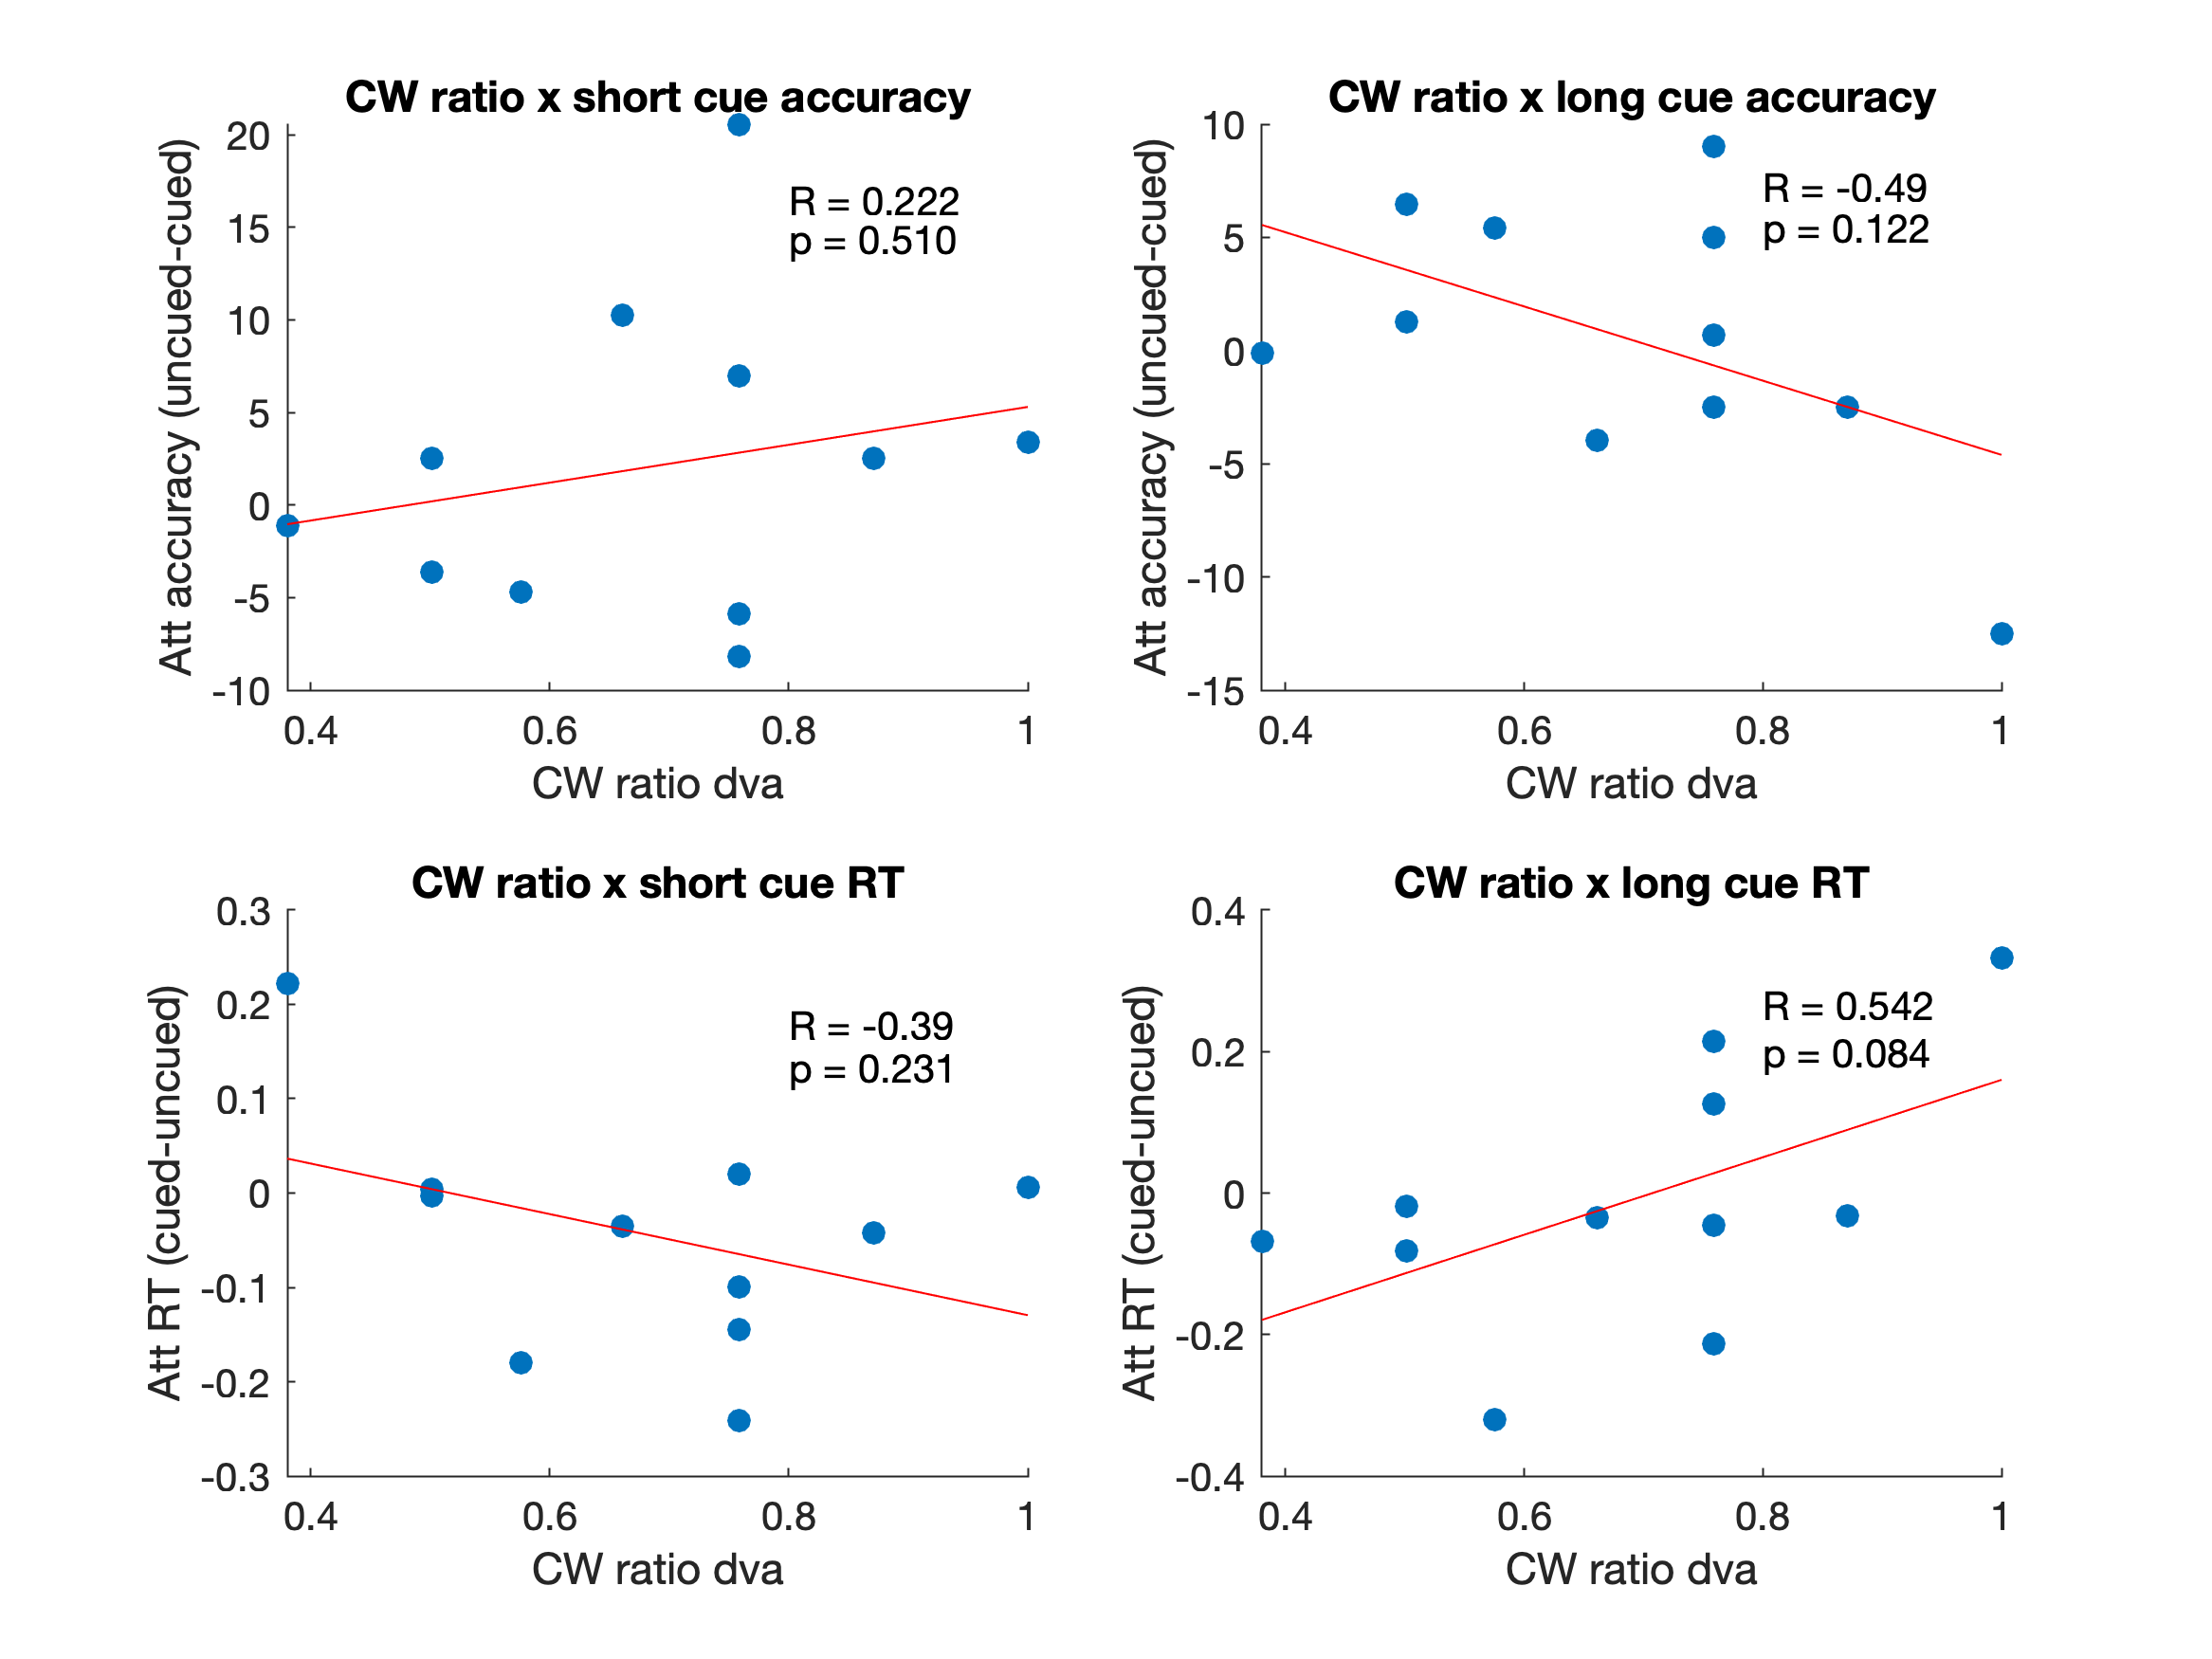 CW ratio x short cue accuracy
20
15
10
5
0
-5
-10
Att accuracy (uncued-cued)
R = 0.222
p = 0.510
0.4 0.6 0.8 1
CW ratio dva
CW ratio x long cue accuracy
10
5
0
-5
-10
-15
Att accuracy (uncued-cued)
R = -0.49
p = 0.122
0.4 0.6 0.8 1
CW ratio dva
CW ratio x short cue RT
0.3
0.2
0.1
0
-0.1
-0.2
-0.3
Att RT (cued-uncued)
R = -0.39
p = 0.231
0.4 0.6 0.8 1
CW ratio dva
CW ratio x long cue RT
0.4
0.2
0
-0.2
-0.4
Att RT (cued-uncued)
R = 0.542
p = 0.084
0.4 0.6 0.8 1
CW ratio dva